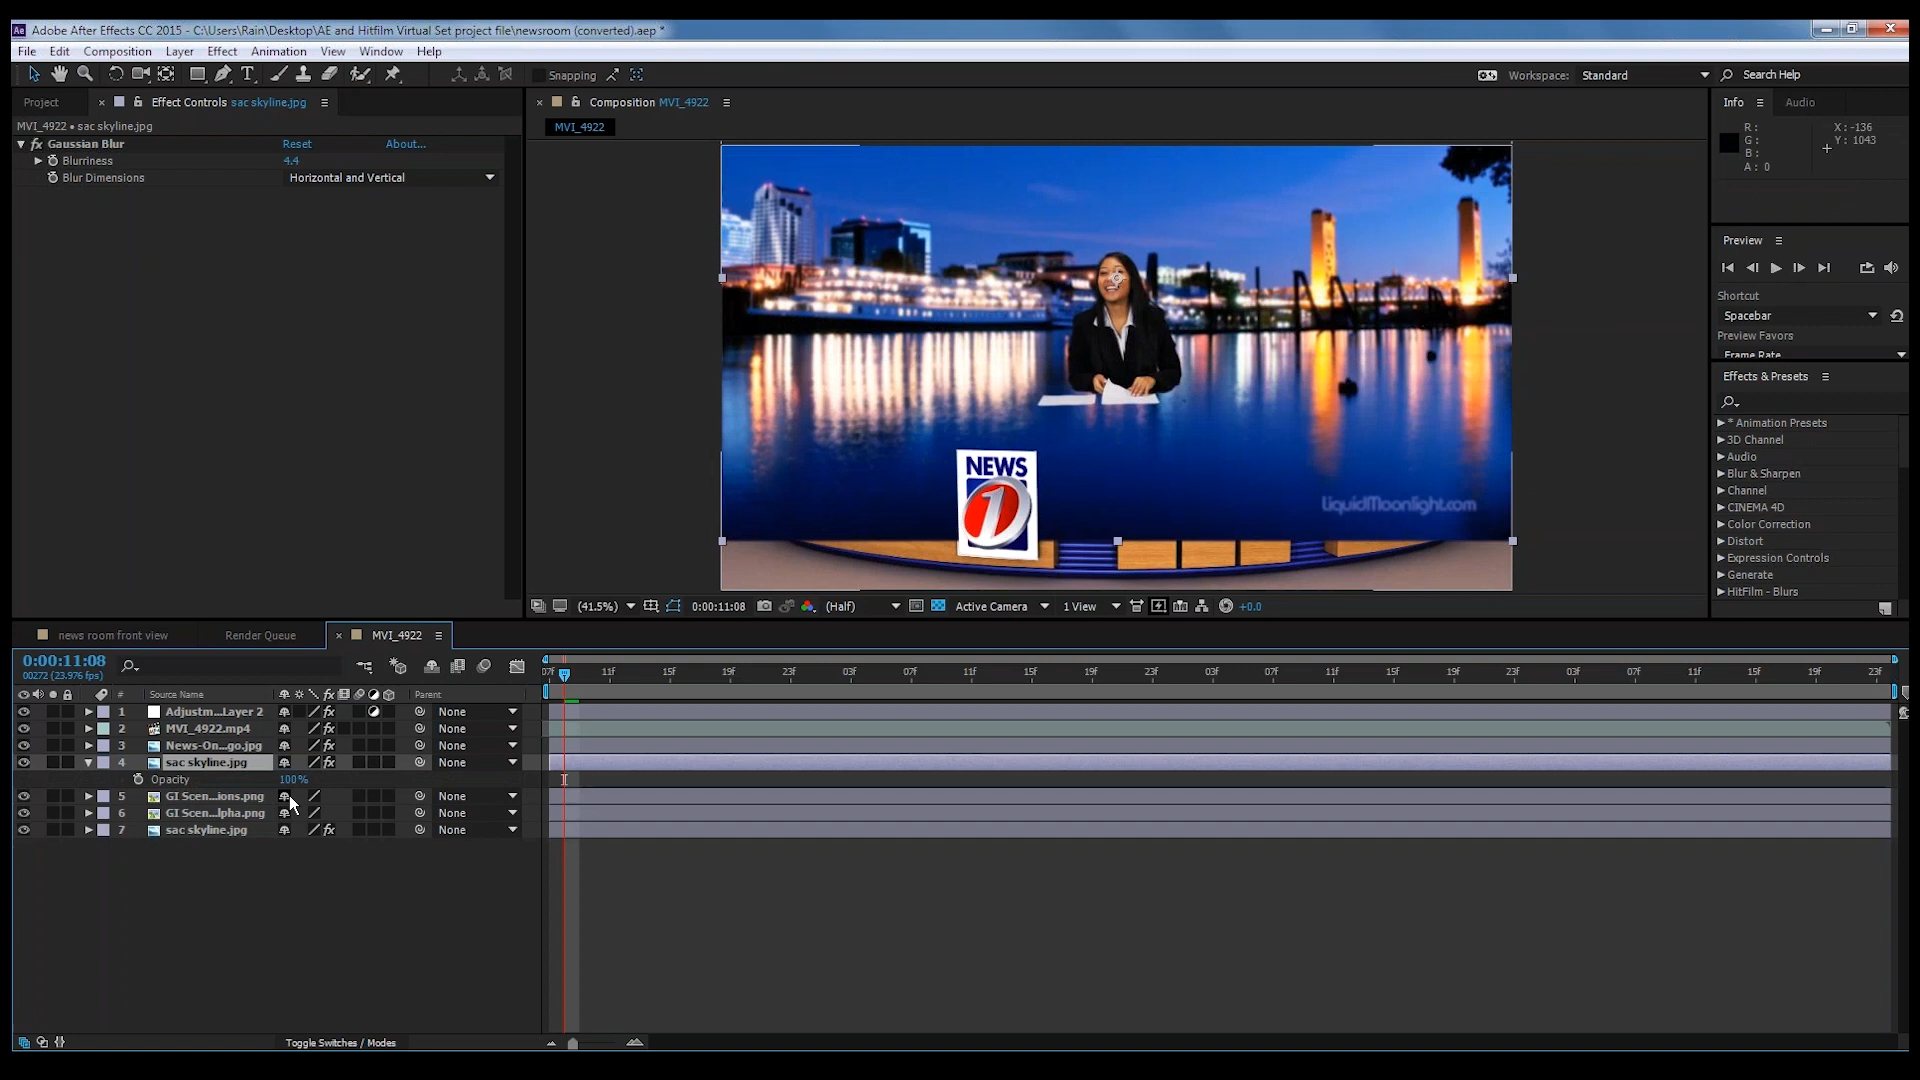 Adobe After Effects CC 2015 - C:\Users\Rain\Desktop\AE and Hitfilm Virtual Set project file\newsroom (converted).aep *
File Edit Composition Layer Effect Animation View Window Help
Snapping
Workspace: Standard
Search Help
Project
Effect Controls sac skyline.jpg
MVI_4922 • sac skyline.jpg
fx Gaussian Blur Reset About...
Blurriness 4.4
Blur Dimensions Horizontal and Vertical
Composition MVI_4922
MVI_4922
NEWS
1
LiquidMoonlight.com
(41.5%) 0:00:11:08 (Half) Active Camera 1 View +0.0
Info Audio
R: X: -136
G: Y: 1043
B:
A: 0
Preview
Shortcut
Spacebar
Preview Favors
Frame Rate
Effects & Presets
* Animation Presets
3D Channel
Audio
Blur & Sharpen
Channel
CINEMA 4D
Color Correction
Distort
Expression Controls
Generate
HitFilm - Blurs
news room front view Render Queue MVI_4922
0:00:11:08
00272 (23.976 fps)
07f 11f 15f 19f 23f 03f 07f 11f 15f 19f 23f 03f 07f 11f 15f 19f 23f 03f 07f 11f 15f 19f 23f
# Source Name fx Parent
1 Adjustm...Layer 2 None
2 MVI_4922.mp4 fx None
3 News-On...go.jpg fx None
4 sac skyline.jpg fx None
Opacity 100%
5 GI Scen...ions.png None
6 GI Scen...lpha.png None
7 sac skyline.jpg fx None
Toggle Switches / Modes